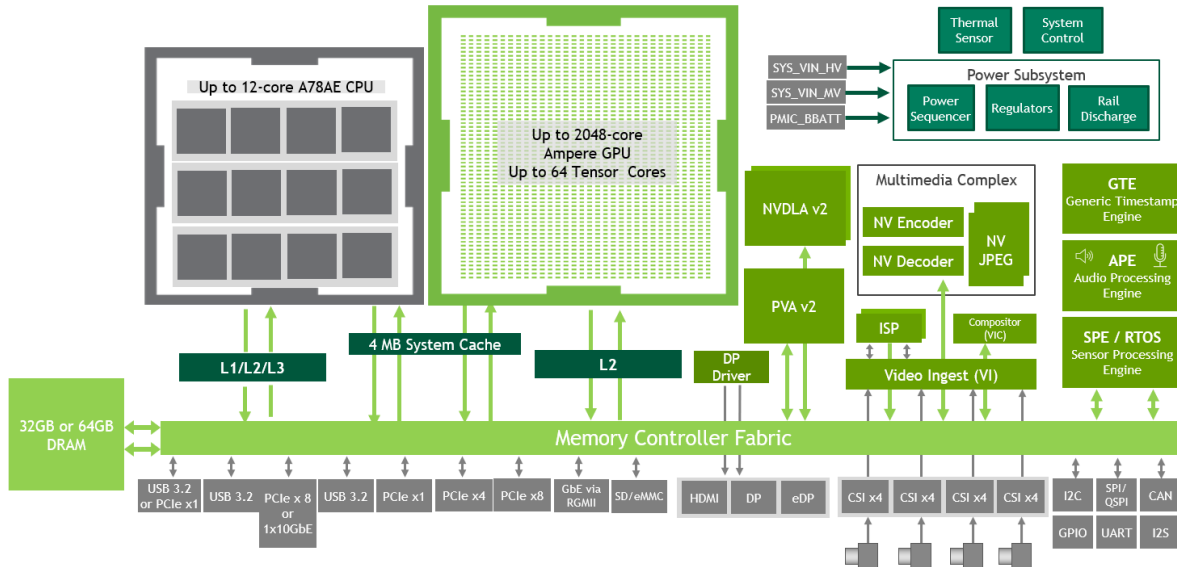 Thermal
Sensor
System
Control
SYS_VIN_HV
SYS_VIN_MV
PMIC_BBATT
Power Subsystem
Power
Sequencer
Regulators
Rail
Discharge
Up to 12-core A78AE CPU
Up to 2048-core
Ampere GPU
Up to 64 Tensor Cores
NVDLA v2
PVA v2
Multimedia Complex
NV Encoder
NV Decoder
NV
JPEG
GTE
Generic Timestamp
Engine
APE
Audio Processing
Engine
SPE / RTOS
Sensor Processing
Engine
L1/L2/L3
4 MB System Cache
L2
DP
Driver
ISP
Compositor
(VIC)
Video Ingest (VI)
32GB or 64GB
DRAM
Memory Controller Fabric
USB 3.2
or PCIe x1
USB 3.2
PCIe x 8
or
1x10GbE
USB 3.2
PCIe x1
PCIe x4
PCIe x8
GbE via
RGMII
SD/eMMC
HDMI
DP
eDP
CSI x4
CSI x4
CSI x4
CSI x4
I2C
SPI/
QSPI
CAN
GPIO
UART
I2S